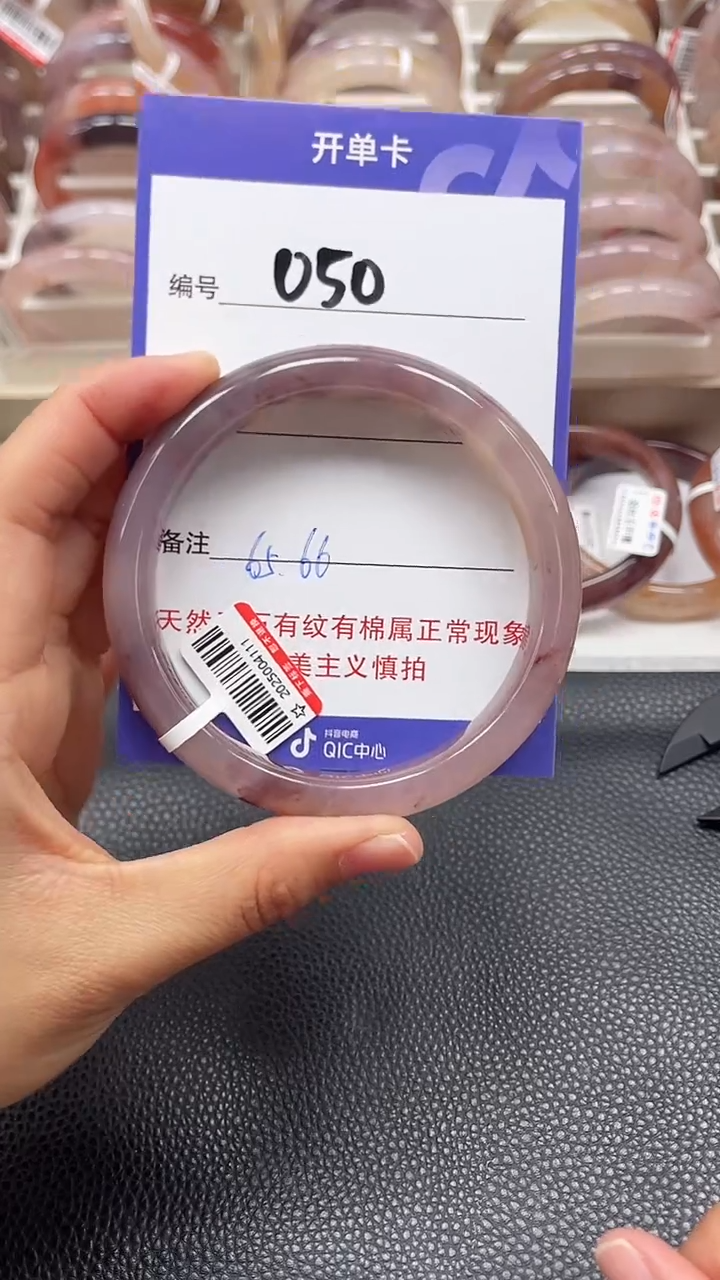 开单卡
编号 050
备注 65.66
天然
有纹有棉属正常现象
美主义慎拍
2025004111
抖音电商
QIC中心